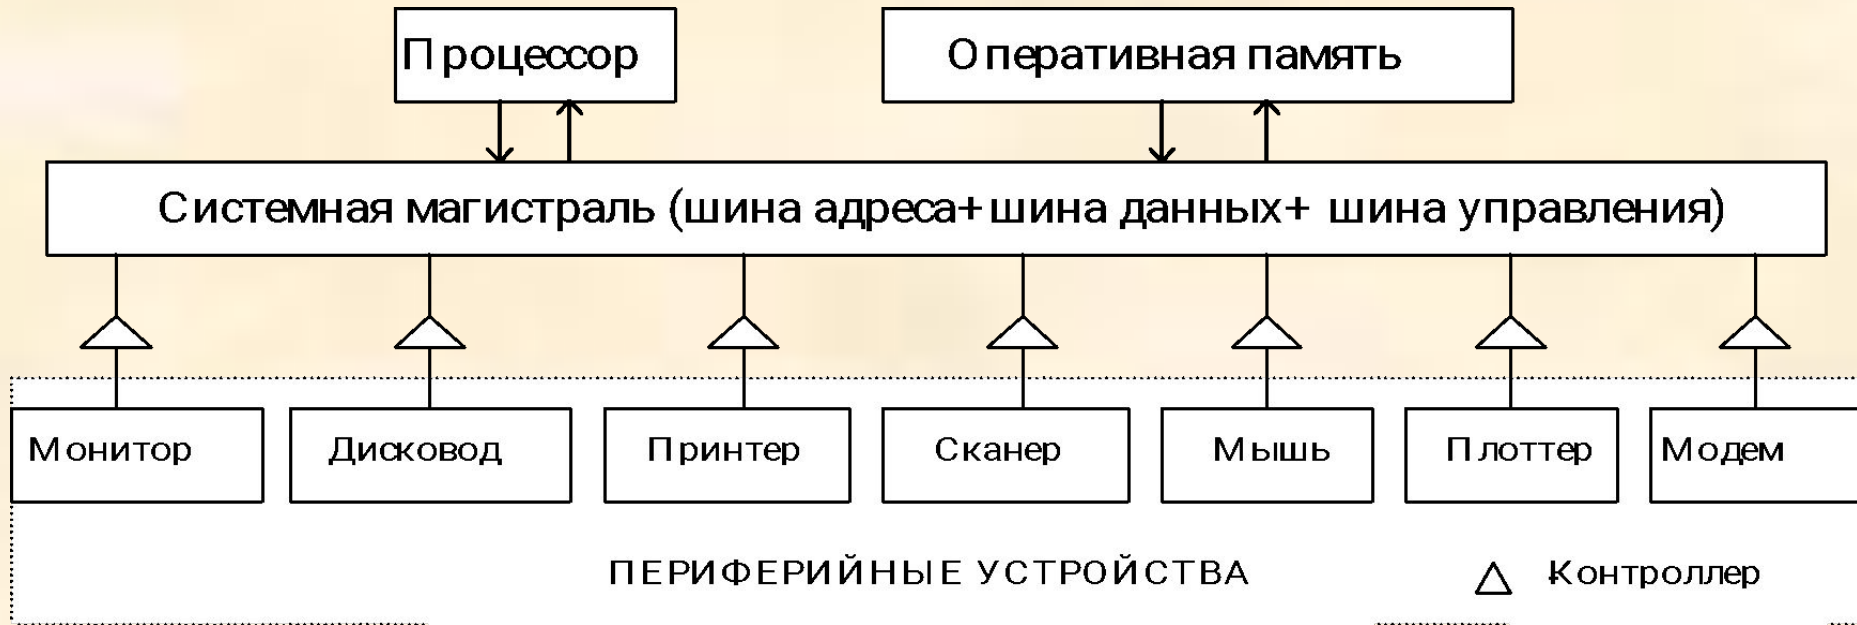 Процессор
Оперативная память
Системная магистраль (шина адреса+шина данных+ шина управления)
Монитор
Дисковод
Принтер
Сканер
Мышь
Плоттер
Модем
ПЕРИФЕРИЙНЫЕ УСТРОЙСТВА
Контроллер